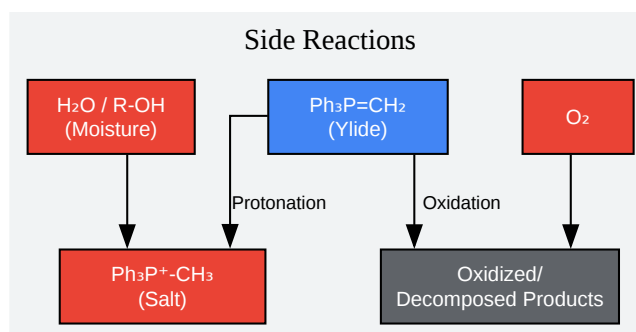 Side Reactions
H₂O / R-OH
(Moisture)
Ph₃P=CH₂
(Ylide)
O₂
Protonation
Oxidation
Ph₃P⁺-CH₃
(Salt)
Oxidized/
Decomposed Products